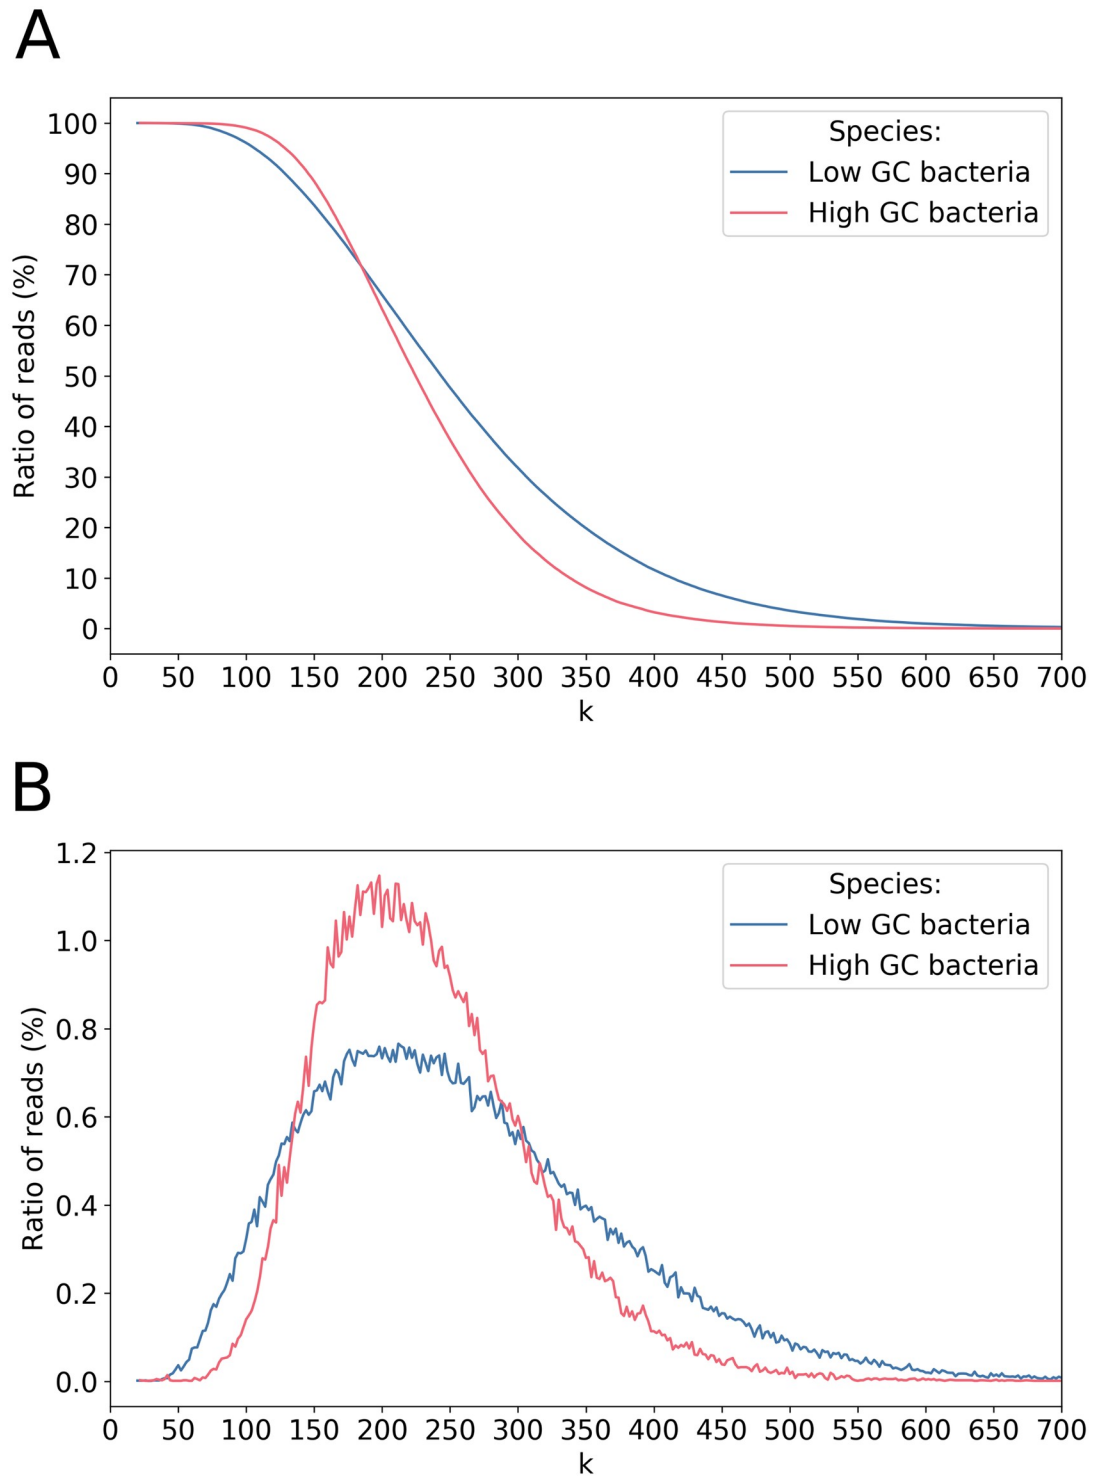 A
Ratio of reads (%)
100
90
80
70
60
50
40
30
20
10
0
Species:
Low GC bacteria
High GC bacteria
0 50 100 150 200 250 300 350 400 450 500 550 600 650 700
k
B
Ratio of reads (%)
1.2
1.0
0.8
0.6
0.4
0.2
0.0
Species:
Low GC bacteria
High GC bacteria
0 50 100 150 200 250 300 350 400 450 500 550 600 650 700
k